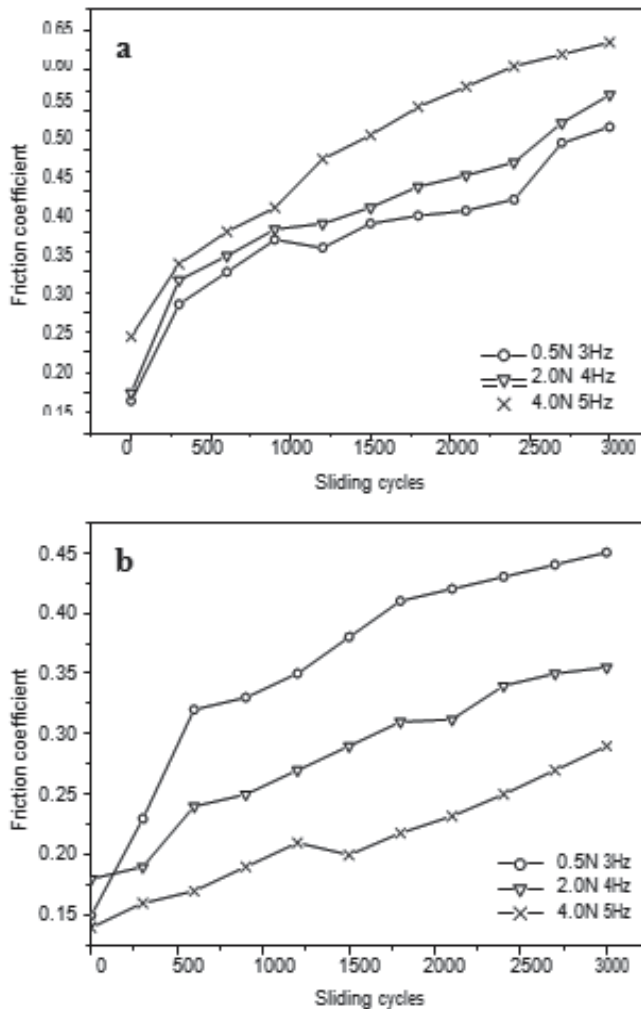 a
0.65
0.60
0.55
0.50
0.45
0.40
0.35
0.30
0.25
0.20
0.15
Friction coefficient
0.5N 3Hz
2.0N 4Hz
4.0N 5Hz
0 500 1000 1500 2000 2500 3000
Sliding cycles
b
0.45
0.40
0.35
0.30
0.25
0.20
0.15
Friction coefficient
0.5N 3Hz
2.0N 4Hz
4.0N 5Hz
0 500 1000 1500 2000 2500 3000
Sliding cycles